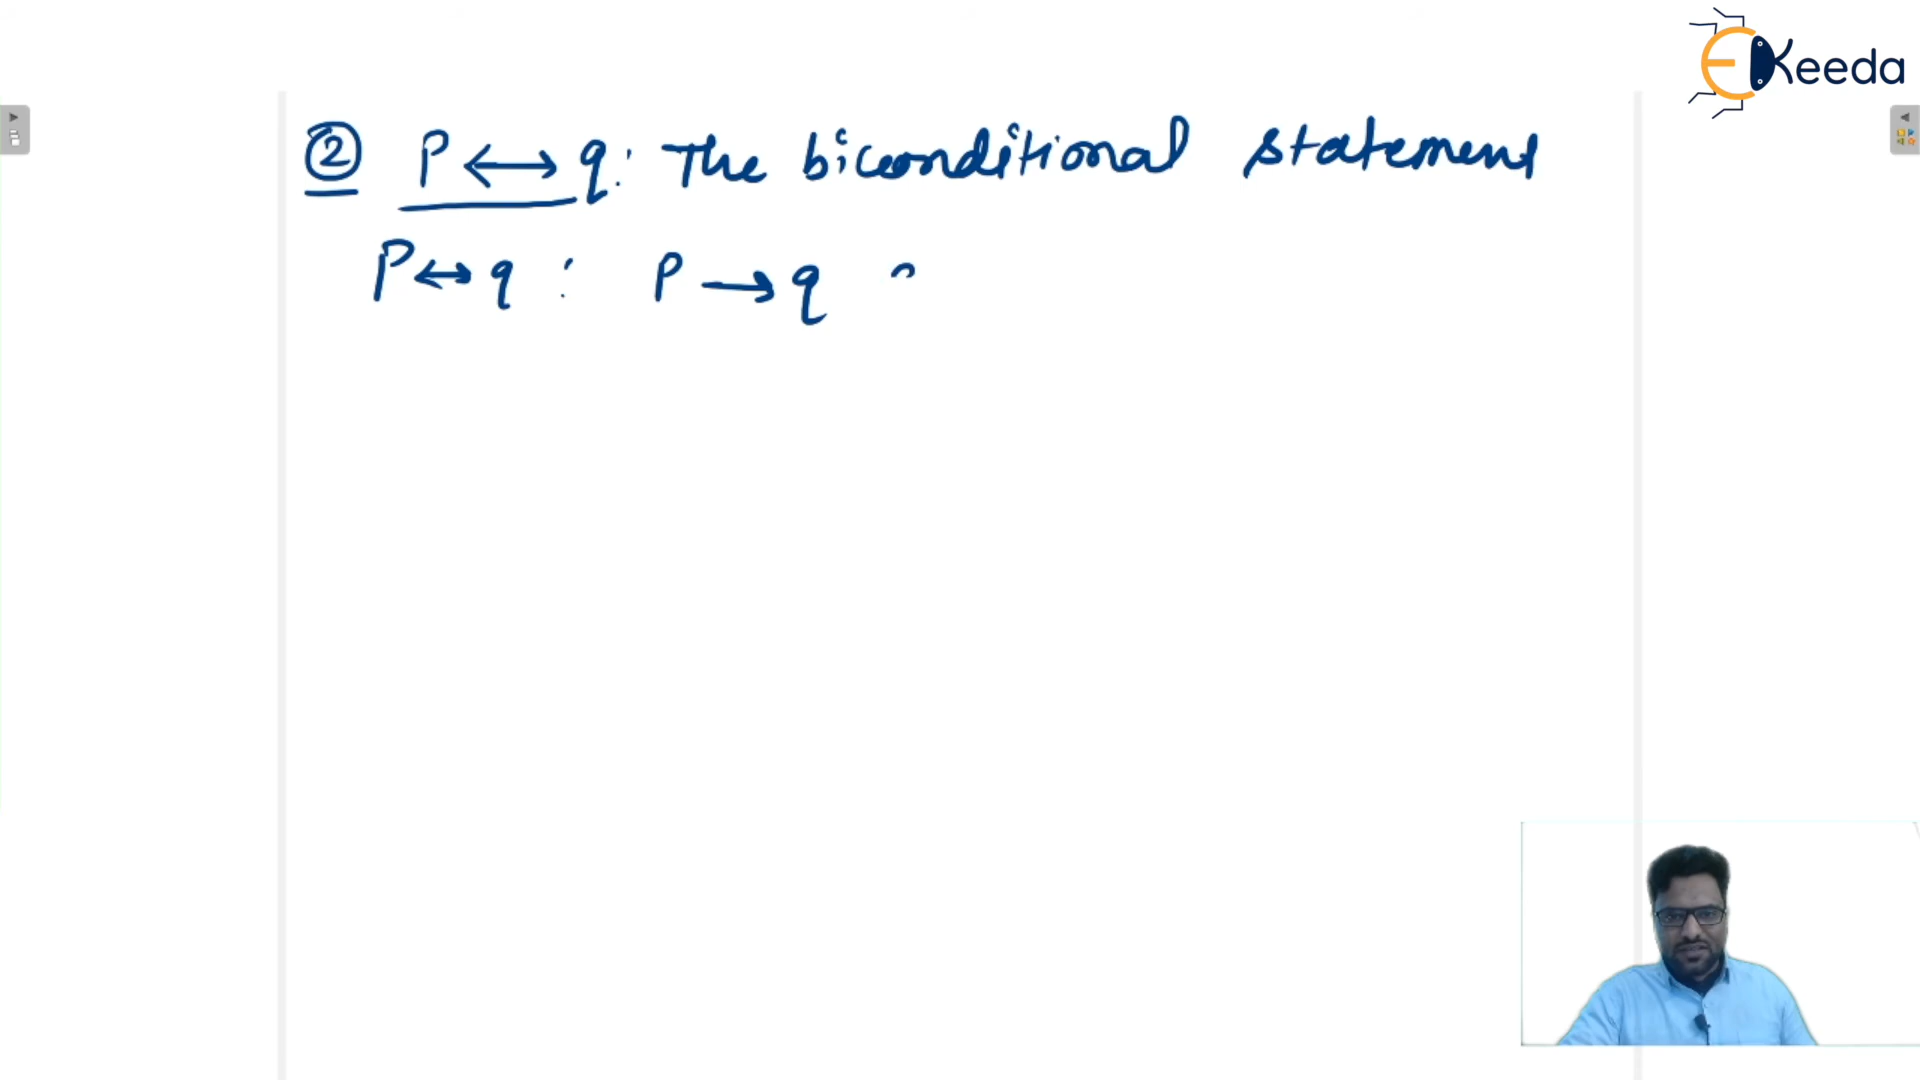 EKeeda
② P ⟷ q : The biconditional statement
P ↔ q : P → q